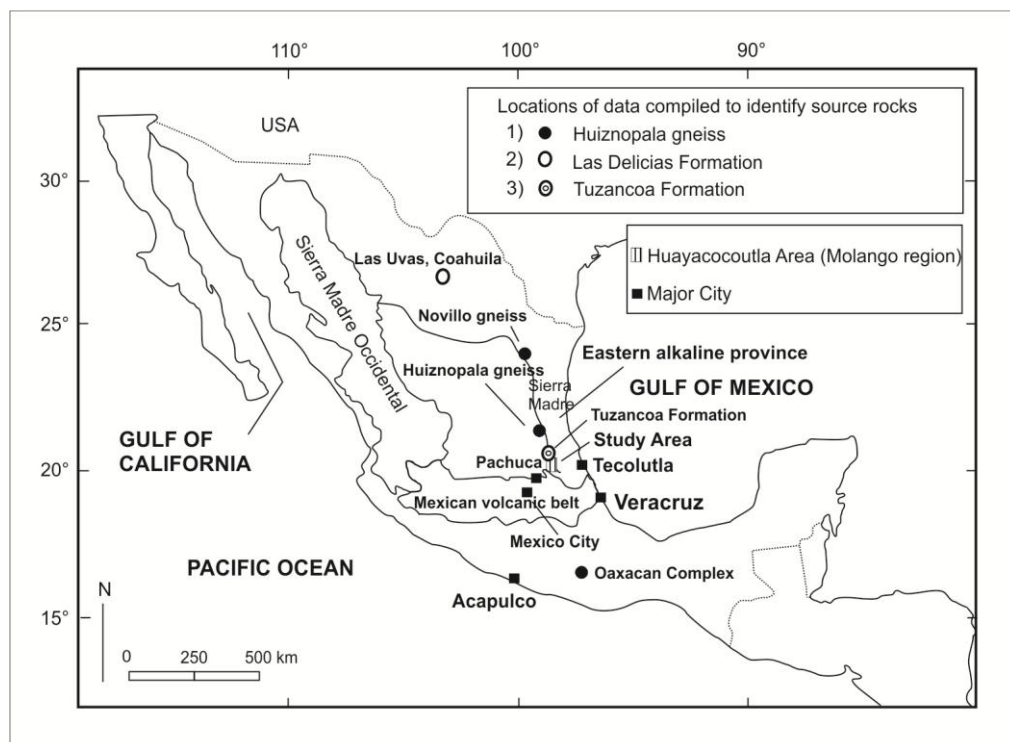 110°
100°
90°
USA
Locations of data compiled to identify source rocks
1) Huiznopala gneiss
2) Las Delicias Formation
3) Tuzancoa Formation
30°
Huayacocoutla Area (Molango region)
Major City
Sierra Madre Occidental
Las Uvas, Coahuila
25°
Novillo gneiss
Eastern alkaline province
Huiznopala gneiss
Sierra
Madre
GULF OF MEXICO
Tuzancoa Formation
GULF OF
CALIFORNIA
Study Area
Pachuca
Tecolutla
20°
Mexican volcanic belt
Veracruz
Mexico City
PACIFIC OCEAN
Oaxacan Complex
N
Acapulco
15°
0 250 500 km
110°
100°
90°